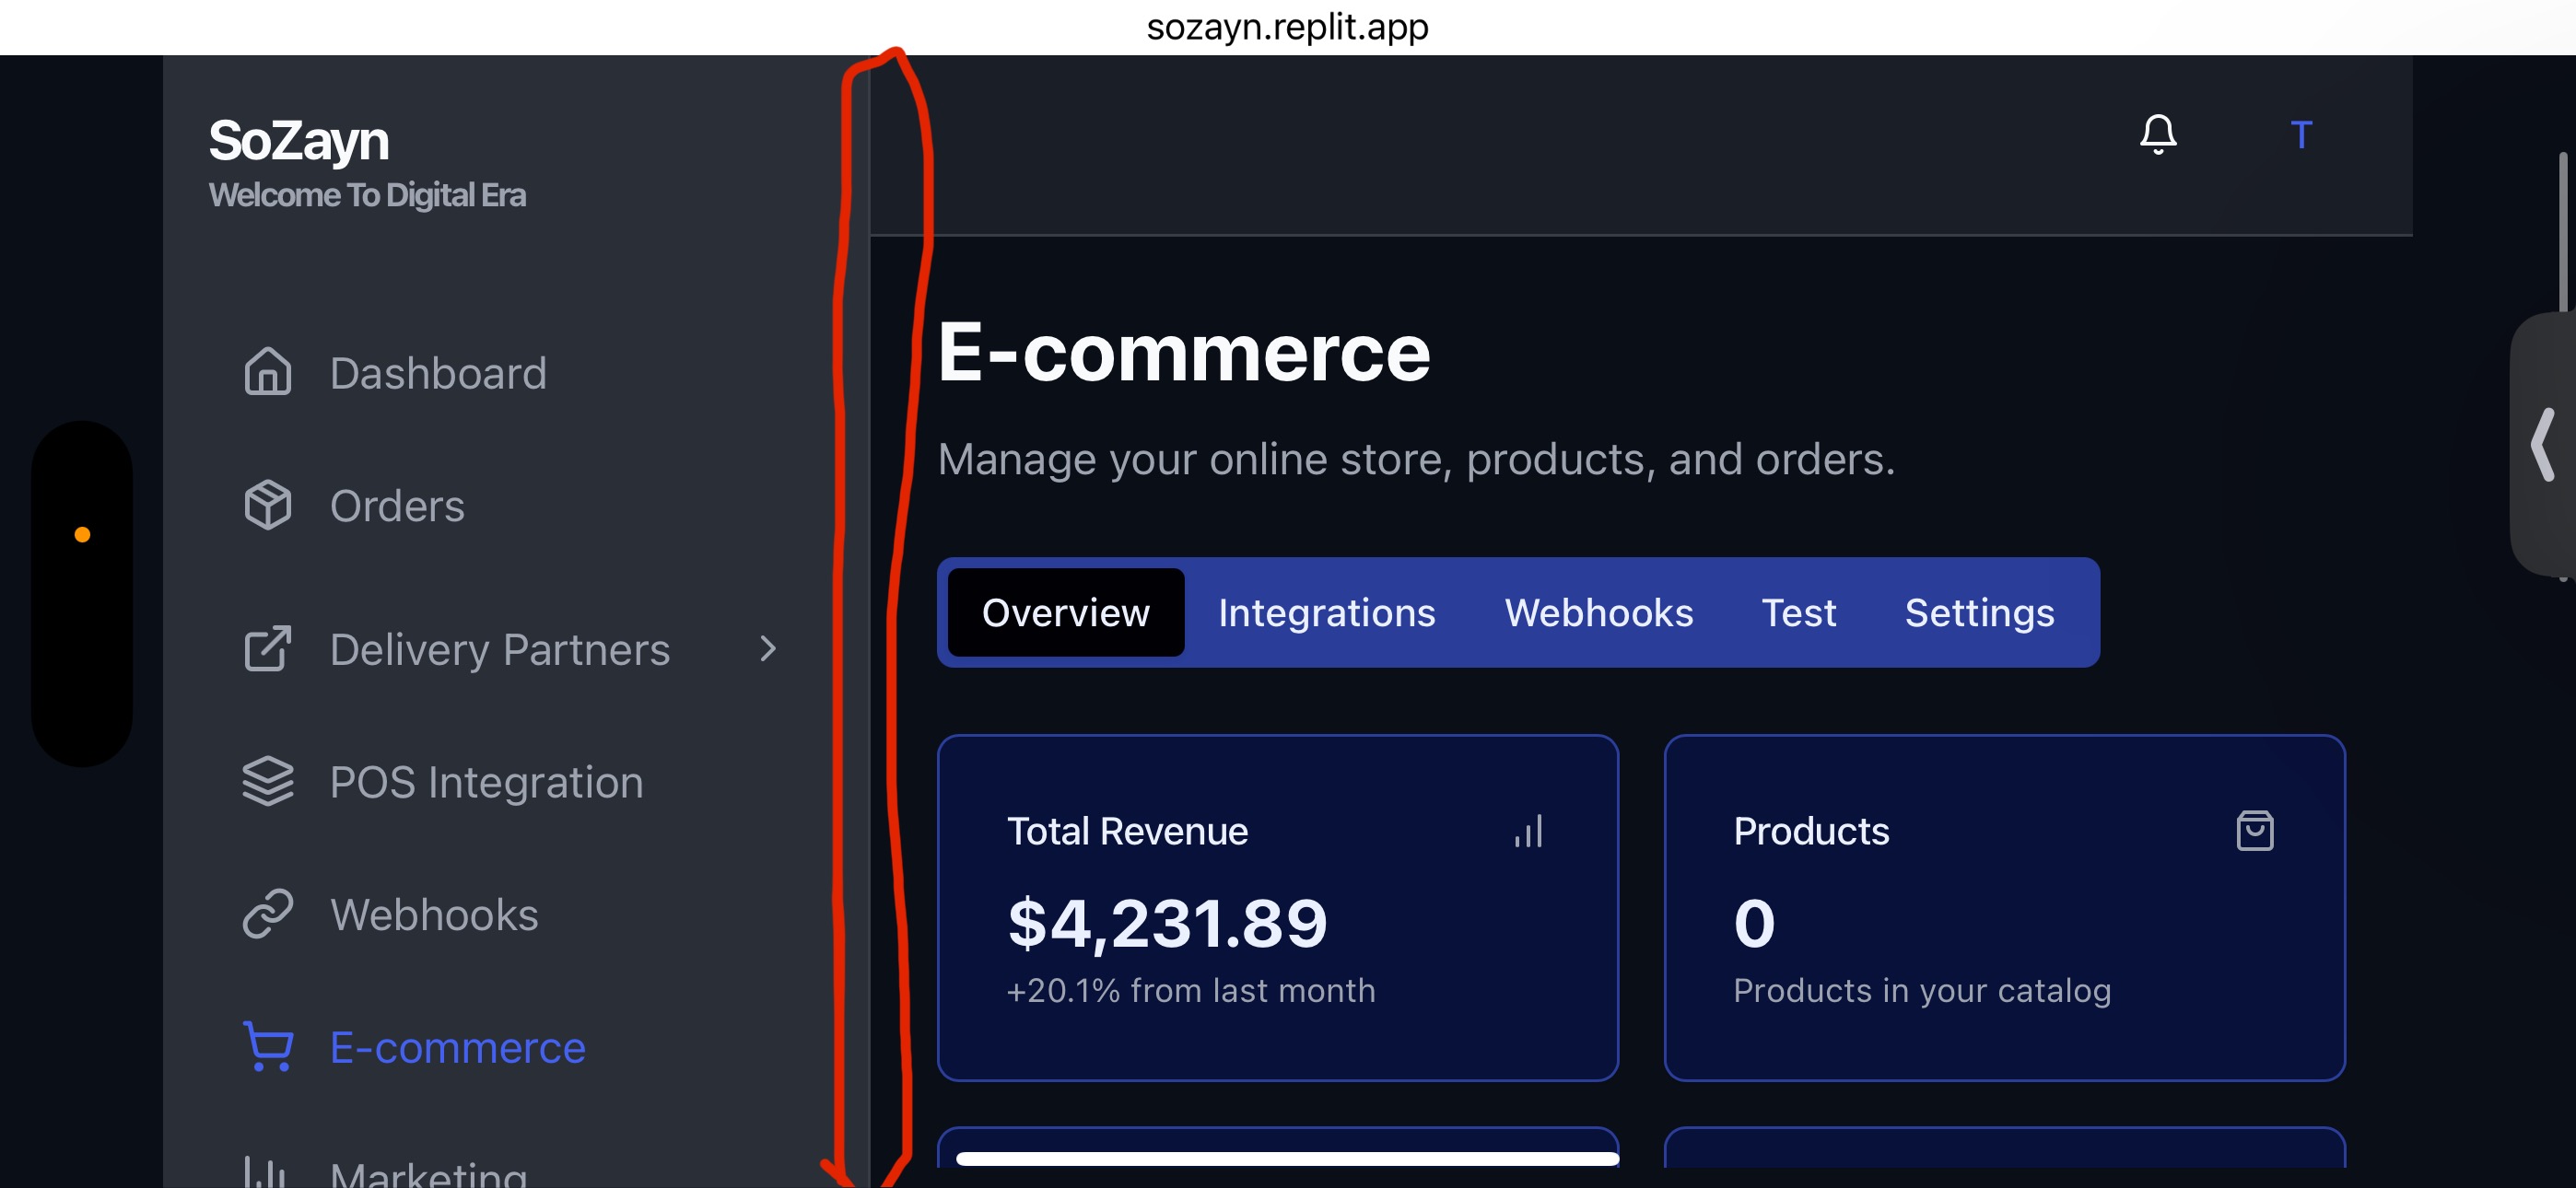 sozayn.replit.app
SoZayn
Welcome To Digital Era
T
Dashboard
Orders
Delivery Partners
POS Integration
Webhooks
E-commerce
Marketing
E-commerce
Manage your online store, products, and orders.
Overview Integrations Webhooks Test Settings
Total Revenue
$4,231.89
+20.1% from last month
Products
0
Products in your catalog